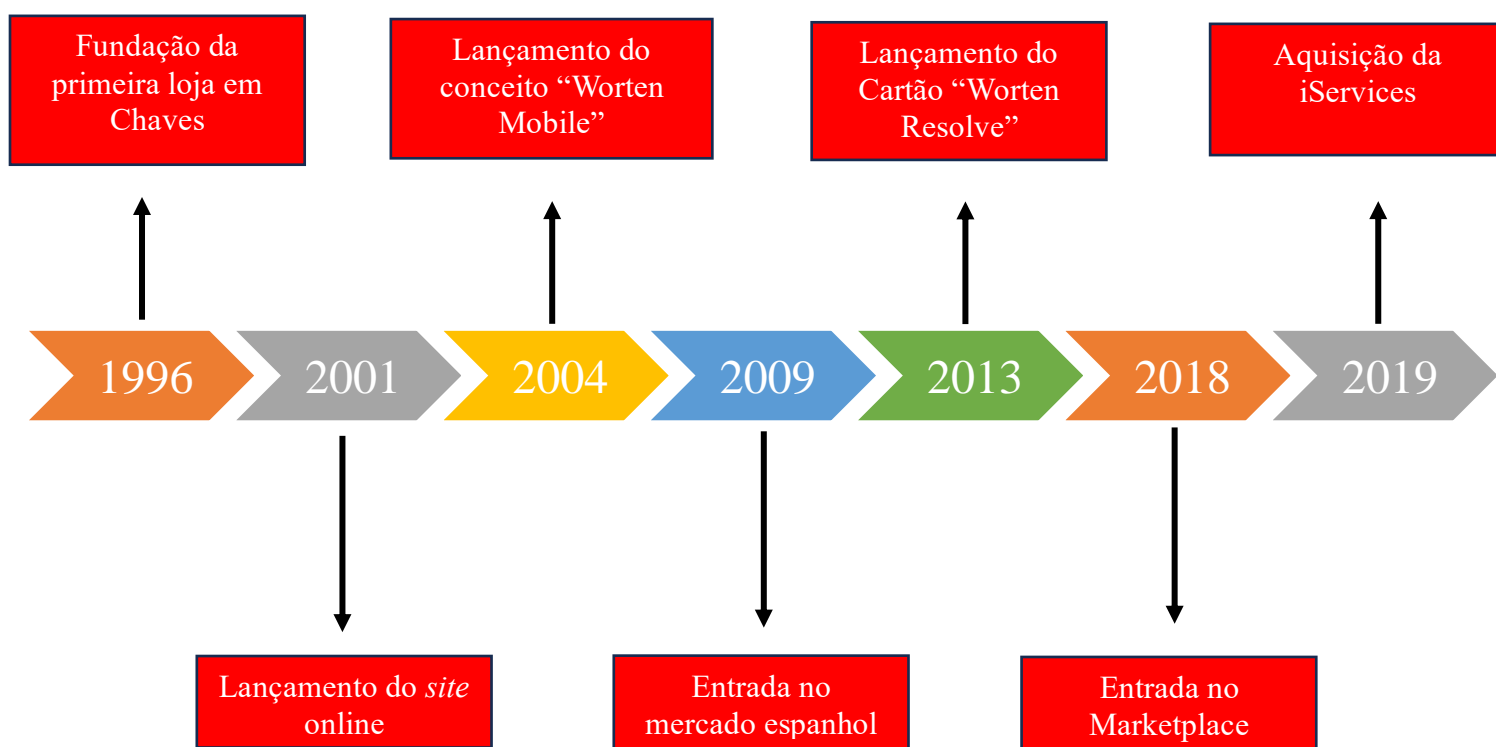 Fundação da
primeira loja em
Chaves
Lançamento do
conceito “Worten
Mobile”
Lançamento do
Cartão “Worten
Resolve”
Aquisição da
iServices
1996
2001
2004
2009
2013
2018
2019
Lançamento do site
online
Entrada no
mercado espanhol
Entrada no
Marketplace